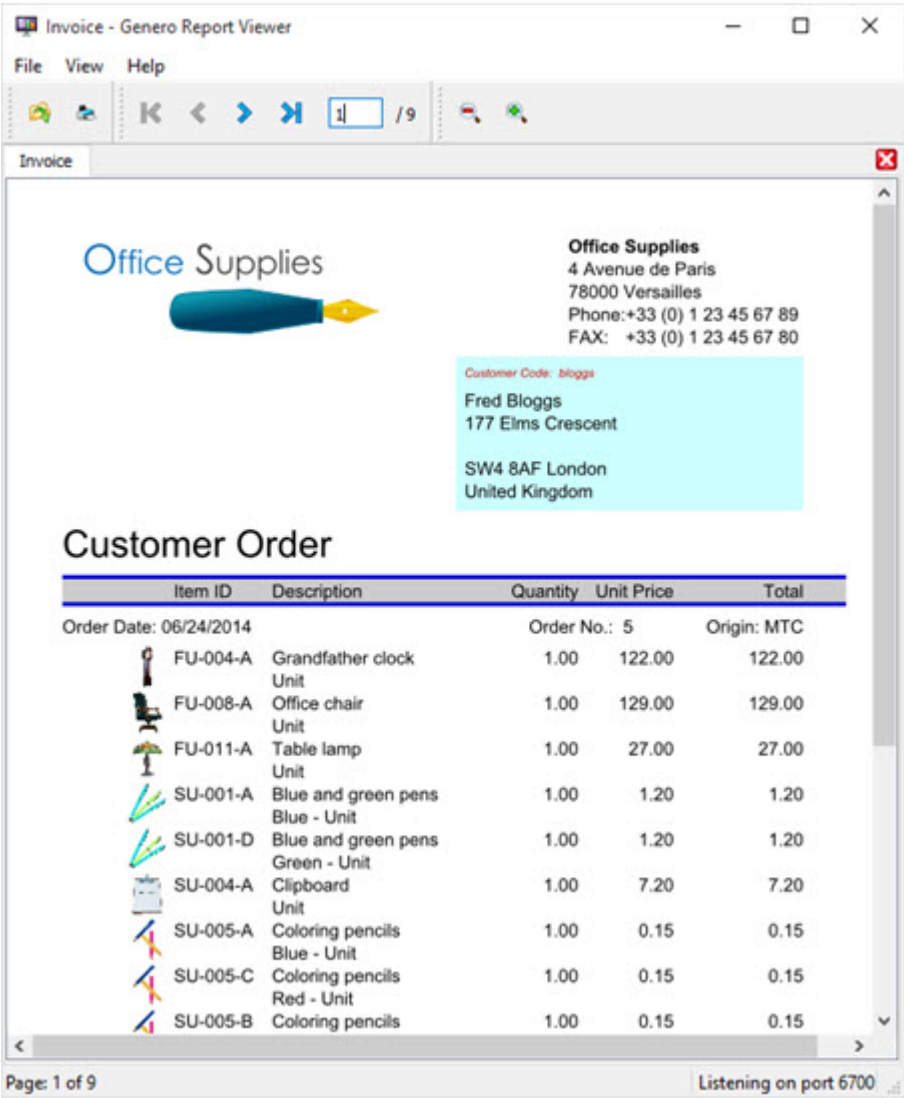 Invoice - Genero Report Viewer
File View Help
1 / 9
Invoice
Office Supplies
Office Supplies
4 Avenue de Paris
78000 Versailles
Phone:+33 (0) 1 23 45 67 89
FAX: +33 (0) 1 23 45 67 80
Customer Code: bloggs
Fred Bloggs
177 Elms Crescent
SW4 8AF London
United Kingdom
Customer Order
Item ID Description Quantity Unit Price Total
Order Date: 06/24/2014 Order No.: 5 Origin: MTC
FU-004-A Grandfather clock 1.00 122.00 122.00
Unit
FU-008-A Office chair 1.00 129.00 129.00
Unit
FU-011-A Table lamp 1.00 27.00 27.00
Unit
SU-001-A Blue and green pens 1.00 1.20 1.20
Blue - Unit
SU-001-D Blue and green pens 1.00 1.20 1.20
Green - Unit
SU-004-A Clipboard 1.00 7.20 7.20
Unit
SU-005-A Coloring pencils 1.00 0.15 0.15
Blue - Unit
SU-005-C Coloring pencils 1.00 0.15 0.15
Red - Unit
SU-005-B Coloring pencils 1.00 0.15 0.15
Page: 1 of 9 Listening on port 6700